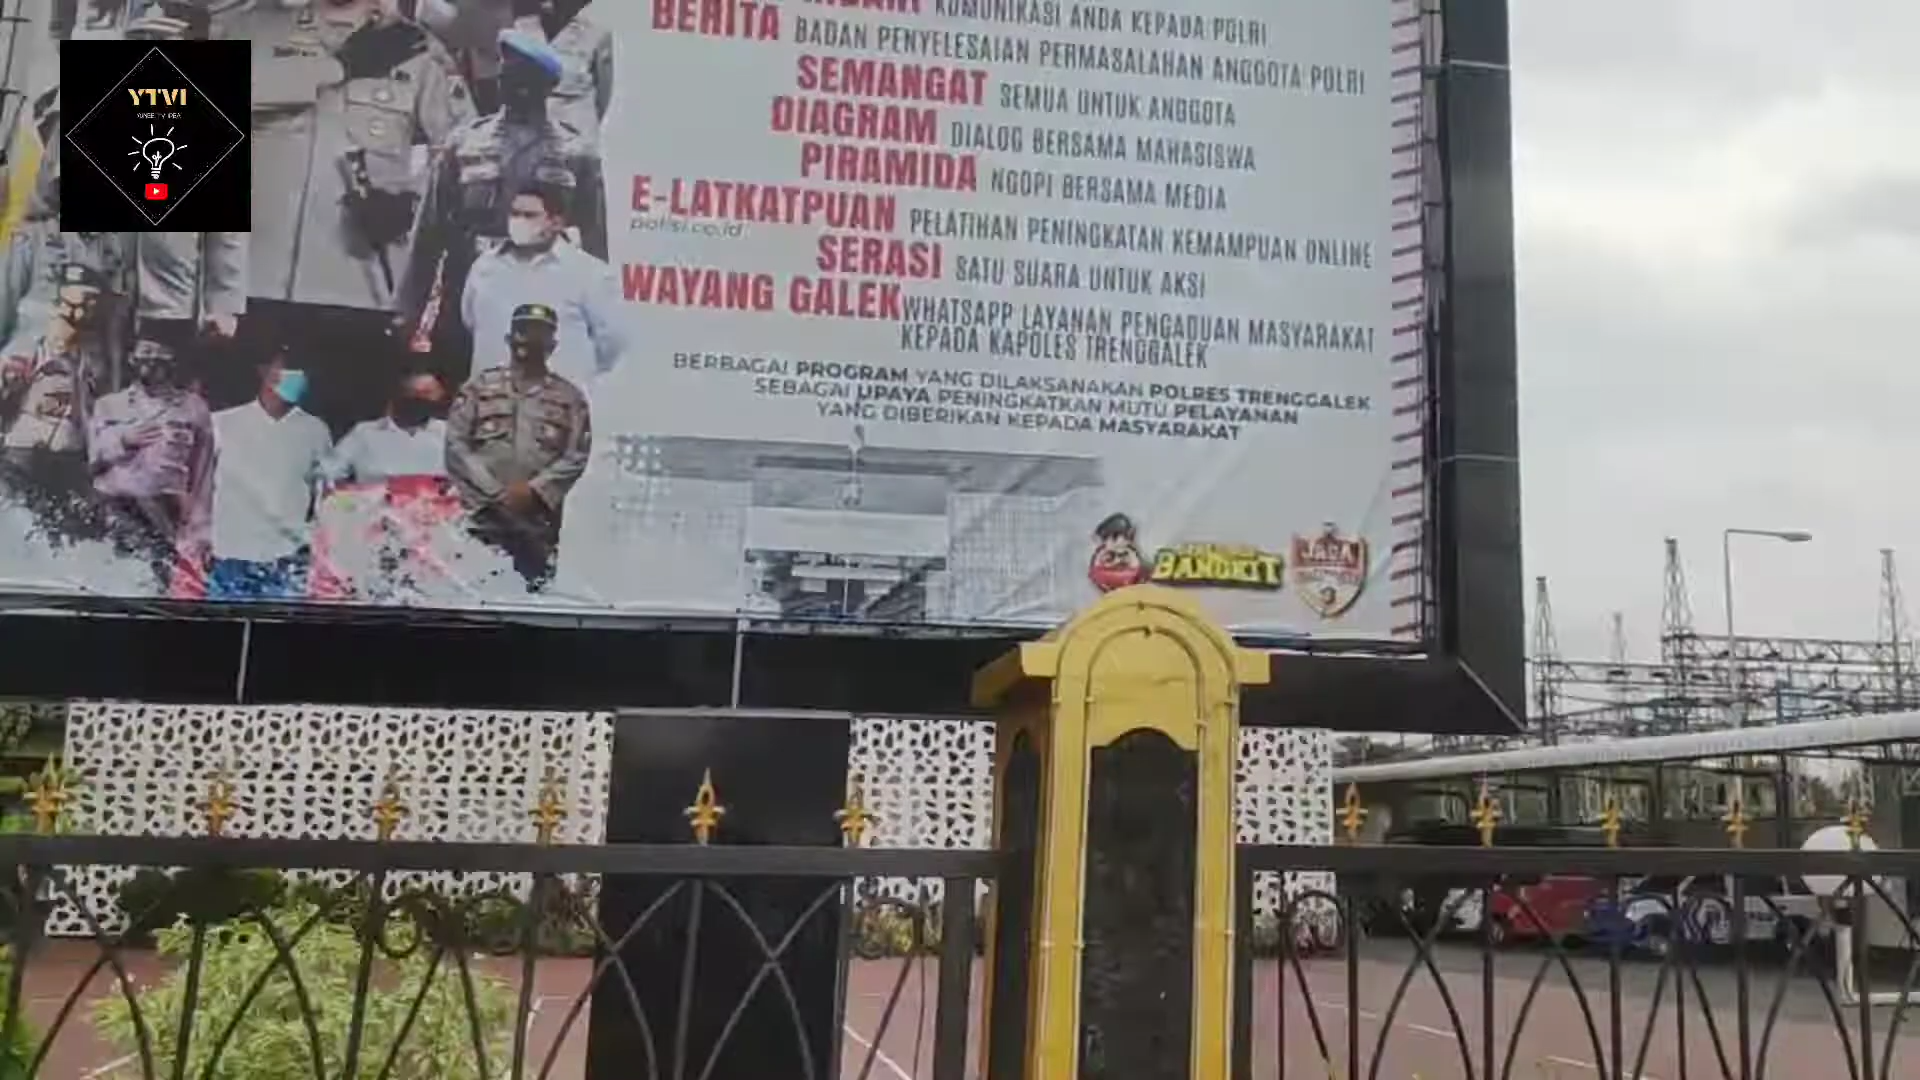 YTVI
KOMUNIKASI ANDA KEPADA POLRI
BERITA BADAN PENYELESAIAN PERMASALAHAN ANGGOTA POLRI
SEMANGAT SEMUA UNTUK ANGGOTA
DIAGRAM DIALOG BERSAMA MAHASISWA
PIRAMIDA NGOPI BERSAMA MEDIA
E-LATKATPUAN PELATIHAN PENINGKATAN KEMAMPUAN ONLINE
polisi.co.id
SERASI SATU SUARA UNTUK AKSI
WAYANG GALEK WHATSAPP LAYANAN PENGADUAN MASYARAKAT
KEPADA KAPOLES TRENGGALEK
BERBAGAI PROGRAM YANG DILAKSANAKAN POLRES TRENGGALEK
SEBAGAI UPAYA PENINGKATKAN MUTU PELAYANAN
YANG DIBERIKAN KEPADA MASYARAKAT
BANGKIT
JAGA